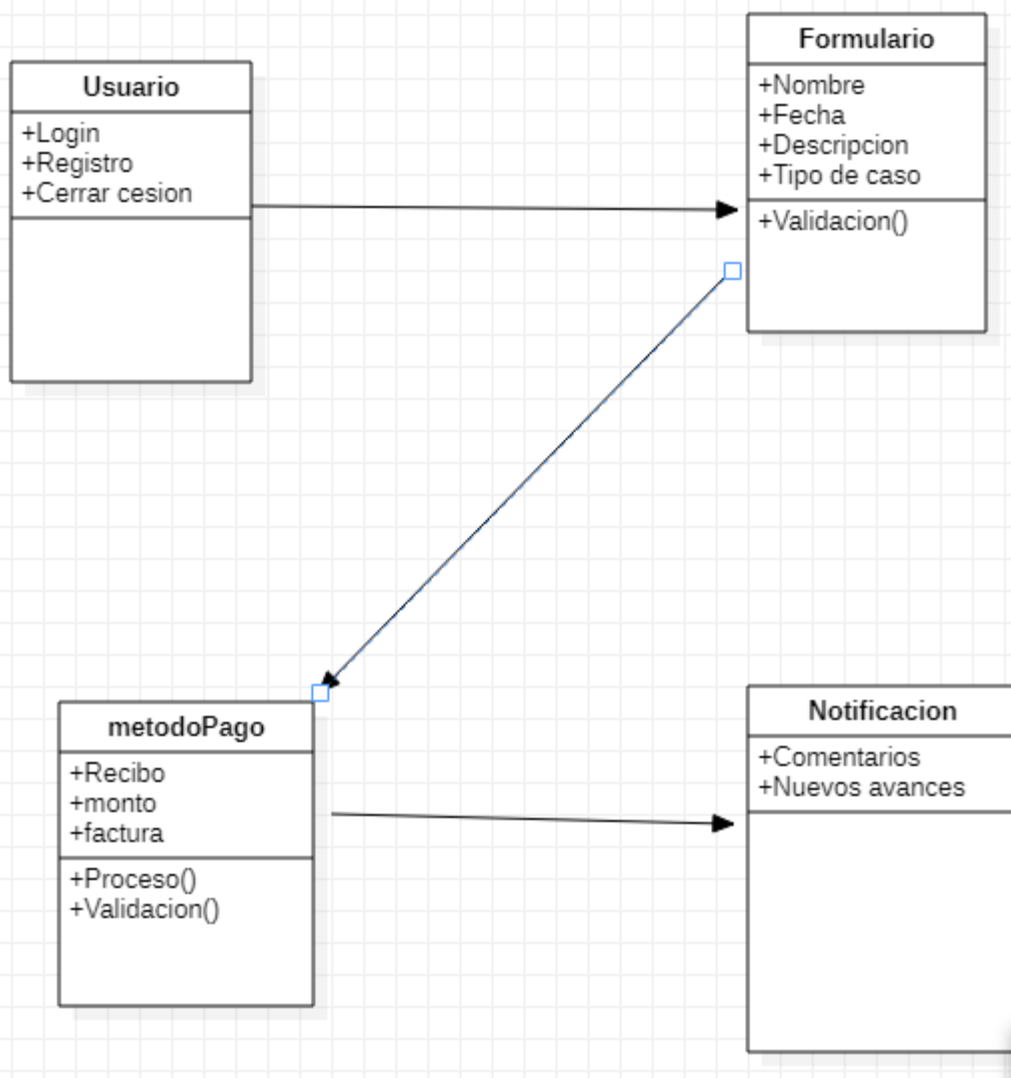 Usuario
+Login
+Registro
+Cerrar cesion
Formulario
+Nombre
+Fecha
+Descripcion
+Tipo de caso
+Validacion()
metodoPago
+Recibo
+monto
+factura
+Proceso()
+Validacion()
Notificacion
+Comentarios
+Nuevos avances